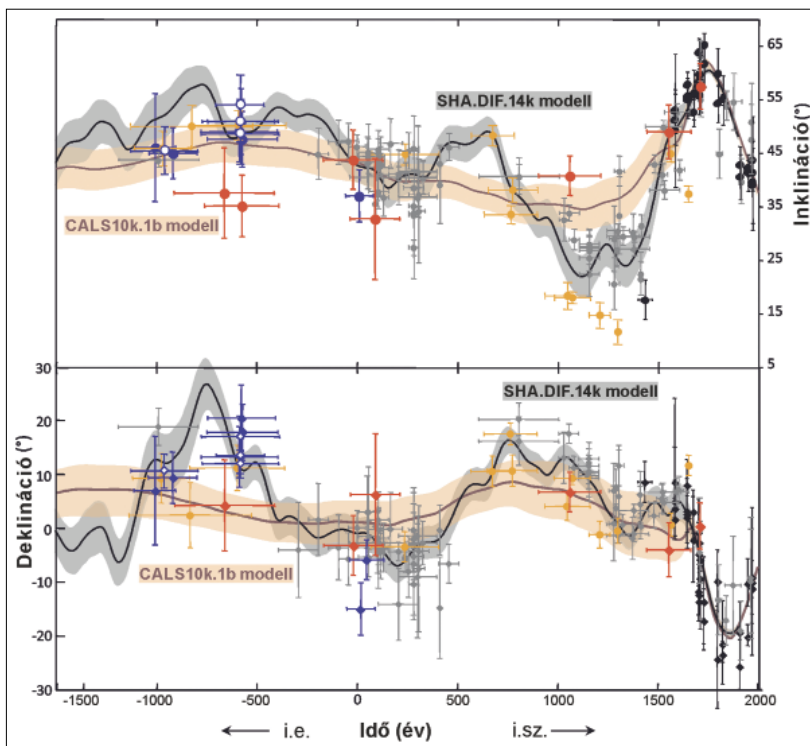 65
55
45
35
25
15
5
Inklináció(°)
SHA.DIF.14k modell
CALS10k.1b modell
30
20
10
0
-10
-20
-30
Deklináció(°)
SHA.DIF.14k modell
CALS10k.1b modell
-1500 -1000 -500 0 500 1000 1500 2000
i.e. Idő (év) i.sz.